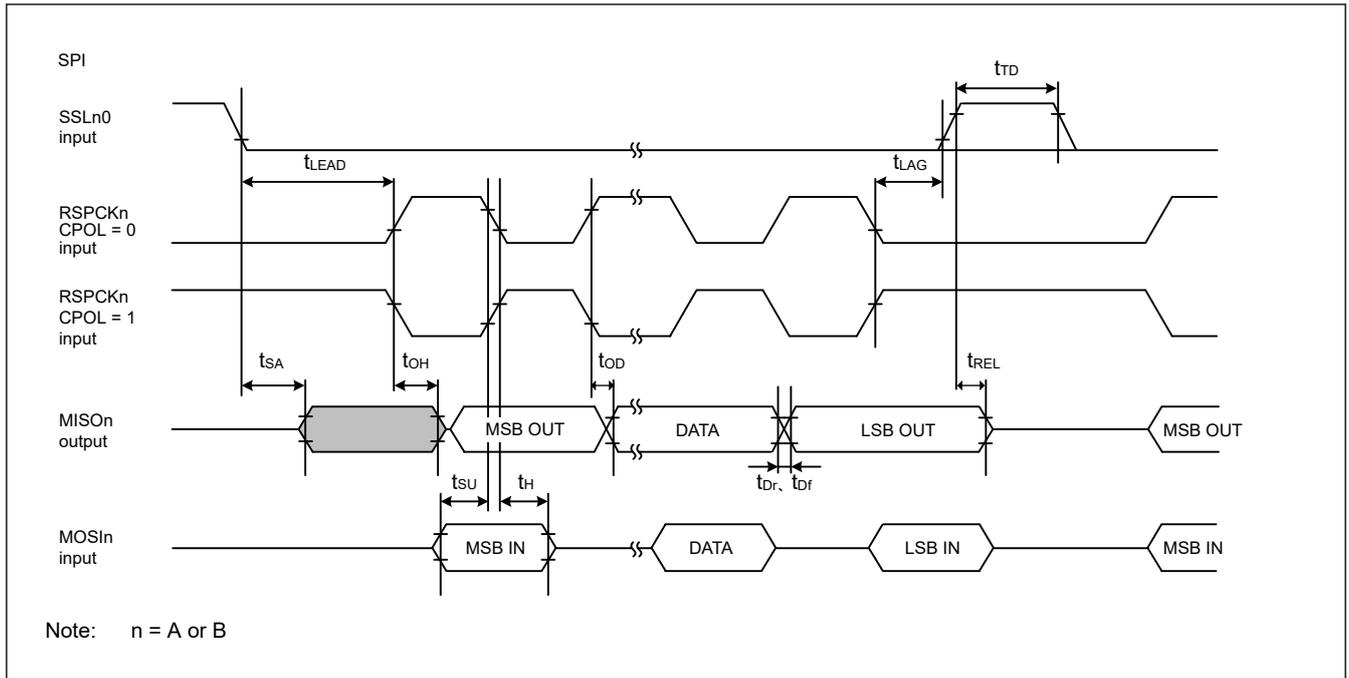 SPI
tTD
SSLn0
input
tLEAD
tLAG
RSPCKn
CPOL = 0
input
RSPCKn
CPOL = 1
input
tSA
tOH
tOD
tREL
MISOn
output
MSB OUT
DATA
LSB OUT
MSB OUT
tDr、tDf
tSU
tH
MOSIn
input
MSB IN
DATA
LSB IN
MSB IN
Note: n = A or B